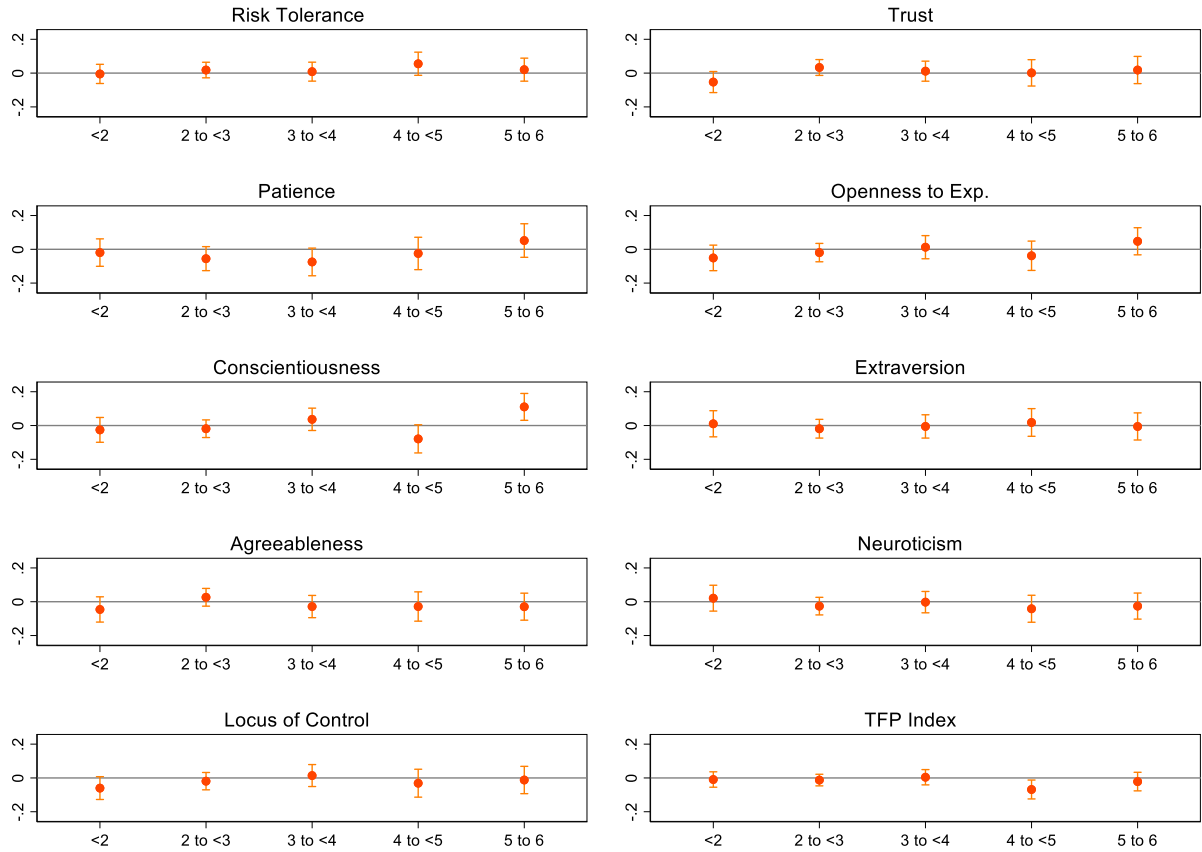 Risk Tolerance
.2
0
-.2
<2 2 to <3 3 to <4 4 to <5 5 to 6
Trust
.2
0
-.2
<2 2 to <3 3 to <4 4 to <5 5 to 6
Patience
.2
0
-.2
<2 2 to <3 3 to <4 4 to <5 5 to 6
Openness to Exp.
.2
0
-.2
<2 2 to <3 3 to <4 4 to <5 5 to 6
Conscientiousness
.2
0
-.2
<2 2 to <3 3 to <4 4 to <5 5 to 6
Extraversion
.2
0
-.2
<2 2 to <3 3 to <4 4 to <5 5 to 6
Agreeableness
.2
0
-.2
<2 2 to <3 3 to <4 4 to <5 5 to 6
Neuroticism
.2
0
-.2
<2 2 to <3 3 to <4 4 to <5 5 to 6
Locus of Control
.2
0
-.2
<2 2 to <3 3 to <4 4 to <5 5 to 6
TFP Index
.2
0
-.2
<2 2 to <3 3 to <4 4 to <5 5 to 6